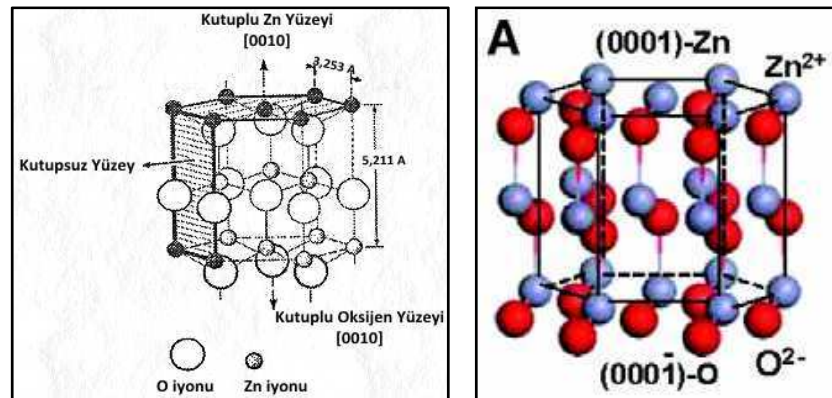 Kutuplu Zn Yüzeyi
[0010]
3,253 A
5,211 A
Kutupsuz Yüzey
Kutuplu Oksijen Yüzeyi
[0010]
O iyonu
Zn iyonu
A
(0001)-Zn
Zn²⁺
(0001̄)-O
O²⁻